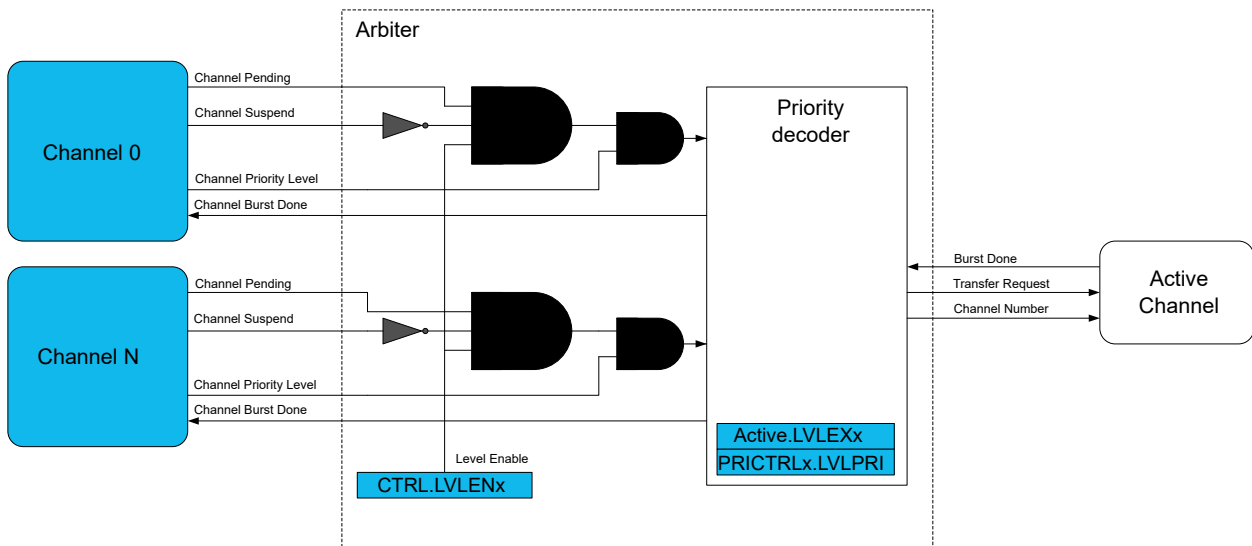 Arbiter
Channel 0
Channel Pending
Channel Suspend
Channel Priority Level
Channel Burst Done
Priority
decoder
Channel N
Channel Pending
Channel Suspend
Channel Priority Level
Channel Burst Done
Burst Done
Transfer Request
Channel Number
Active
Channel
Level Enable
CTRL.LVLENx
Active.LVLEXx
PRICTRLx.LVLPRI